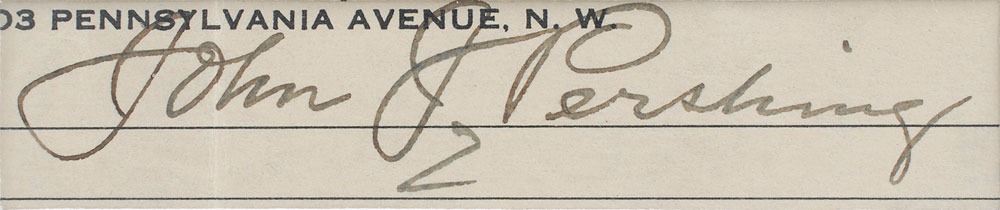 03 PENNSYLVANIA AVENUE, N. W.
John J Pershing